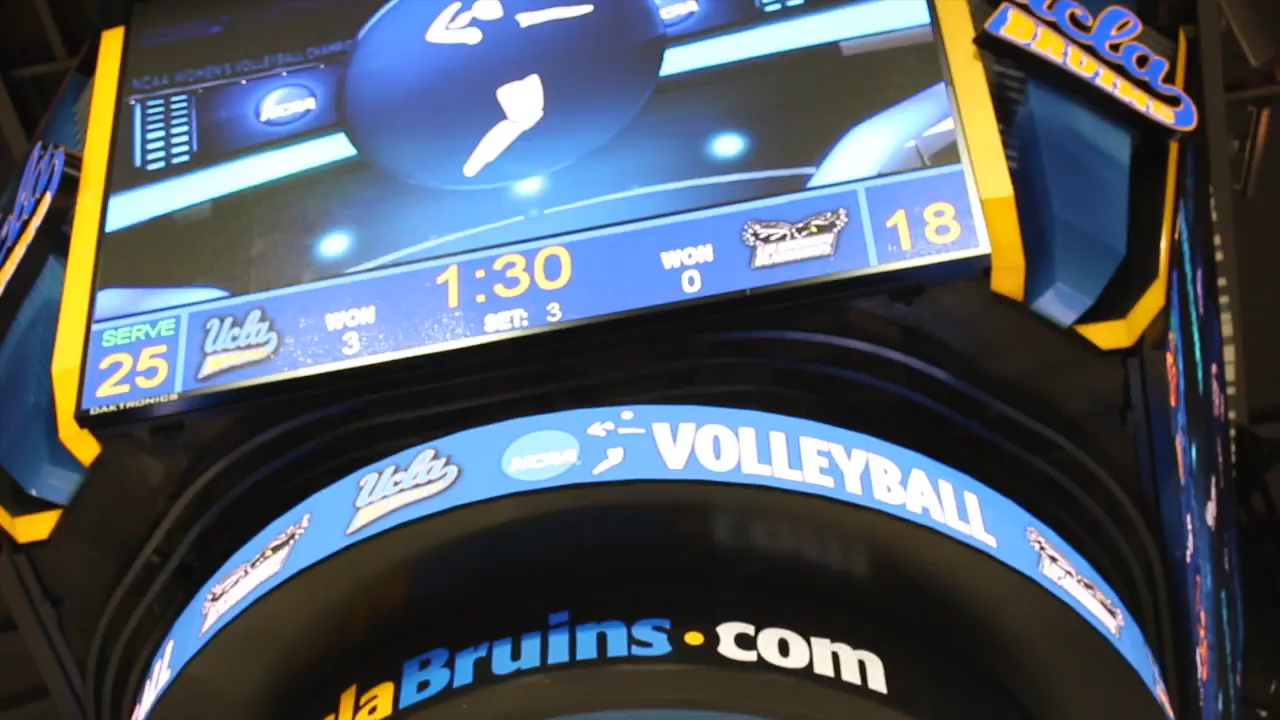 Ucla
BRUINS
NCAA WOMEN'S VOLLEYBALL CHAMPIO
NCAA
SERVE
25
Ucla
WON
3
1:30
SET: 3
WON
0
18
DAKTRONICS
Ucla
NCAA
VOLLEYBALL
laBruins.com